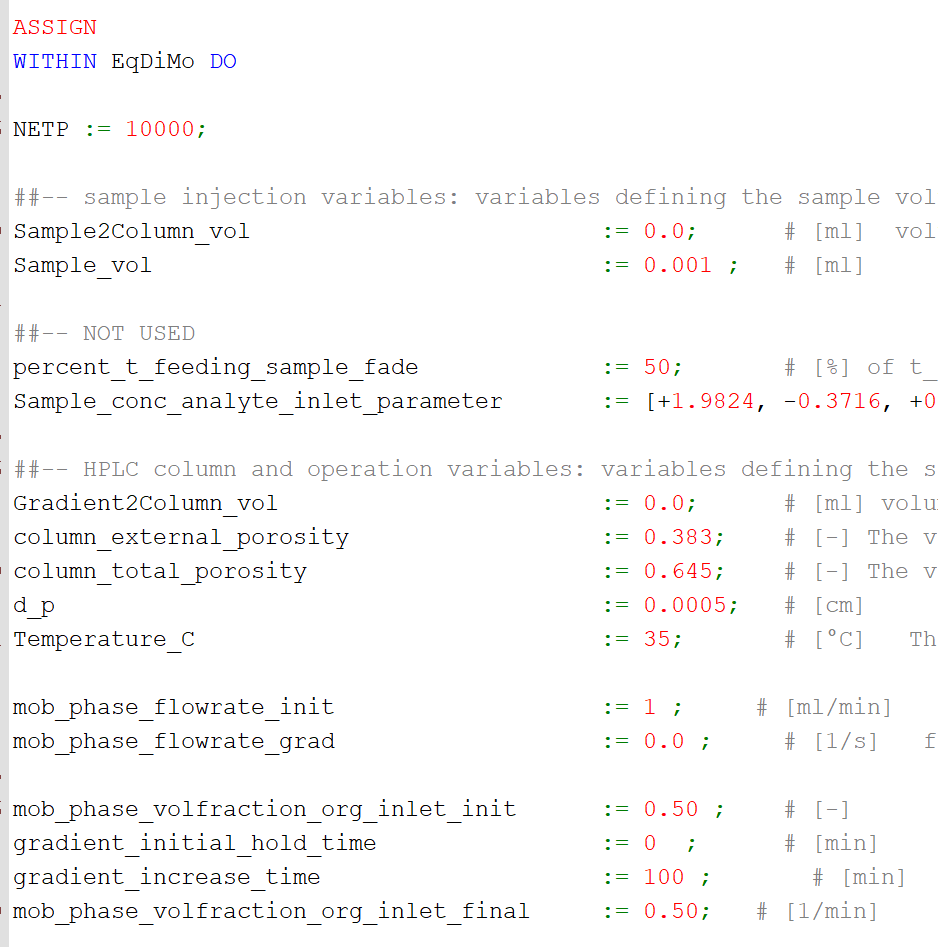 ASSIGN
WITHIN EqDiMo DO
NETP := 10000;
##-- sample injection variables: variables defining the sample vol
Sample2Column_vol := 0.0; # [ml] vol
Sample_vol := 0.001 ; # [ml]
##-- NOT USED
percent_t_feeding_sample_fade := 50; # [%] of t_
Sample_conc_analyte_inlet_parameter := [+1.9824, -0.3716, +0
##-- HPLC column and operation variables: variables defining the s
Gradient2Column_vol := 0.0; # [ml] volu
column_external_porosity := 0.383; # [-] The v
column_total_porosity := 0.645; # [-] The v
d_p := 0.0005; # [cm]
Temperature_C := 35; # [°C] Th
mob_phase_flowrate_init := 1 ; # [ml/min]
mob_phase_flowrate_grad := 0.0 ; # [1/s] f
mob_phase_volfraction_org_inlet_init := 0.50 ; # [-]
gradient_initial_hold_time := 0 ; # [min]
gradient_increase_time := 100 ; # [min]
mob_phase_volfraction_org_inlet_final := 0.50; # [1/min]